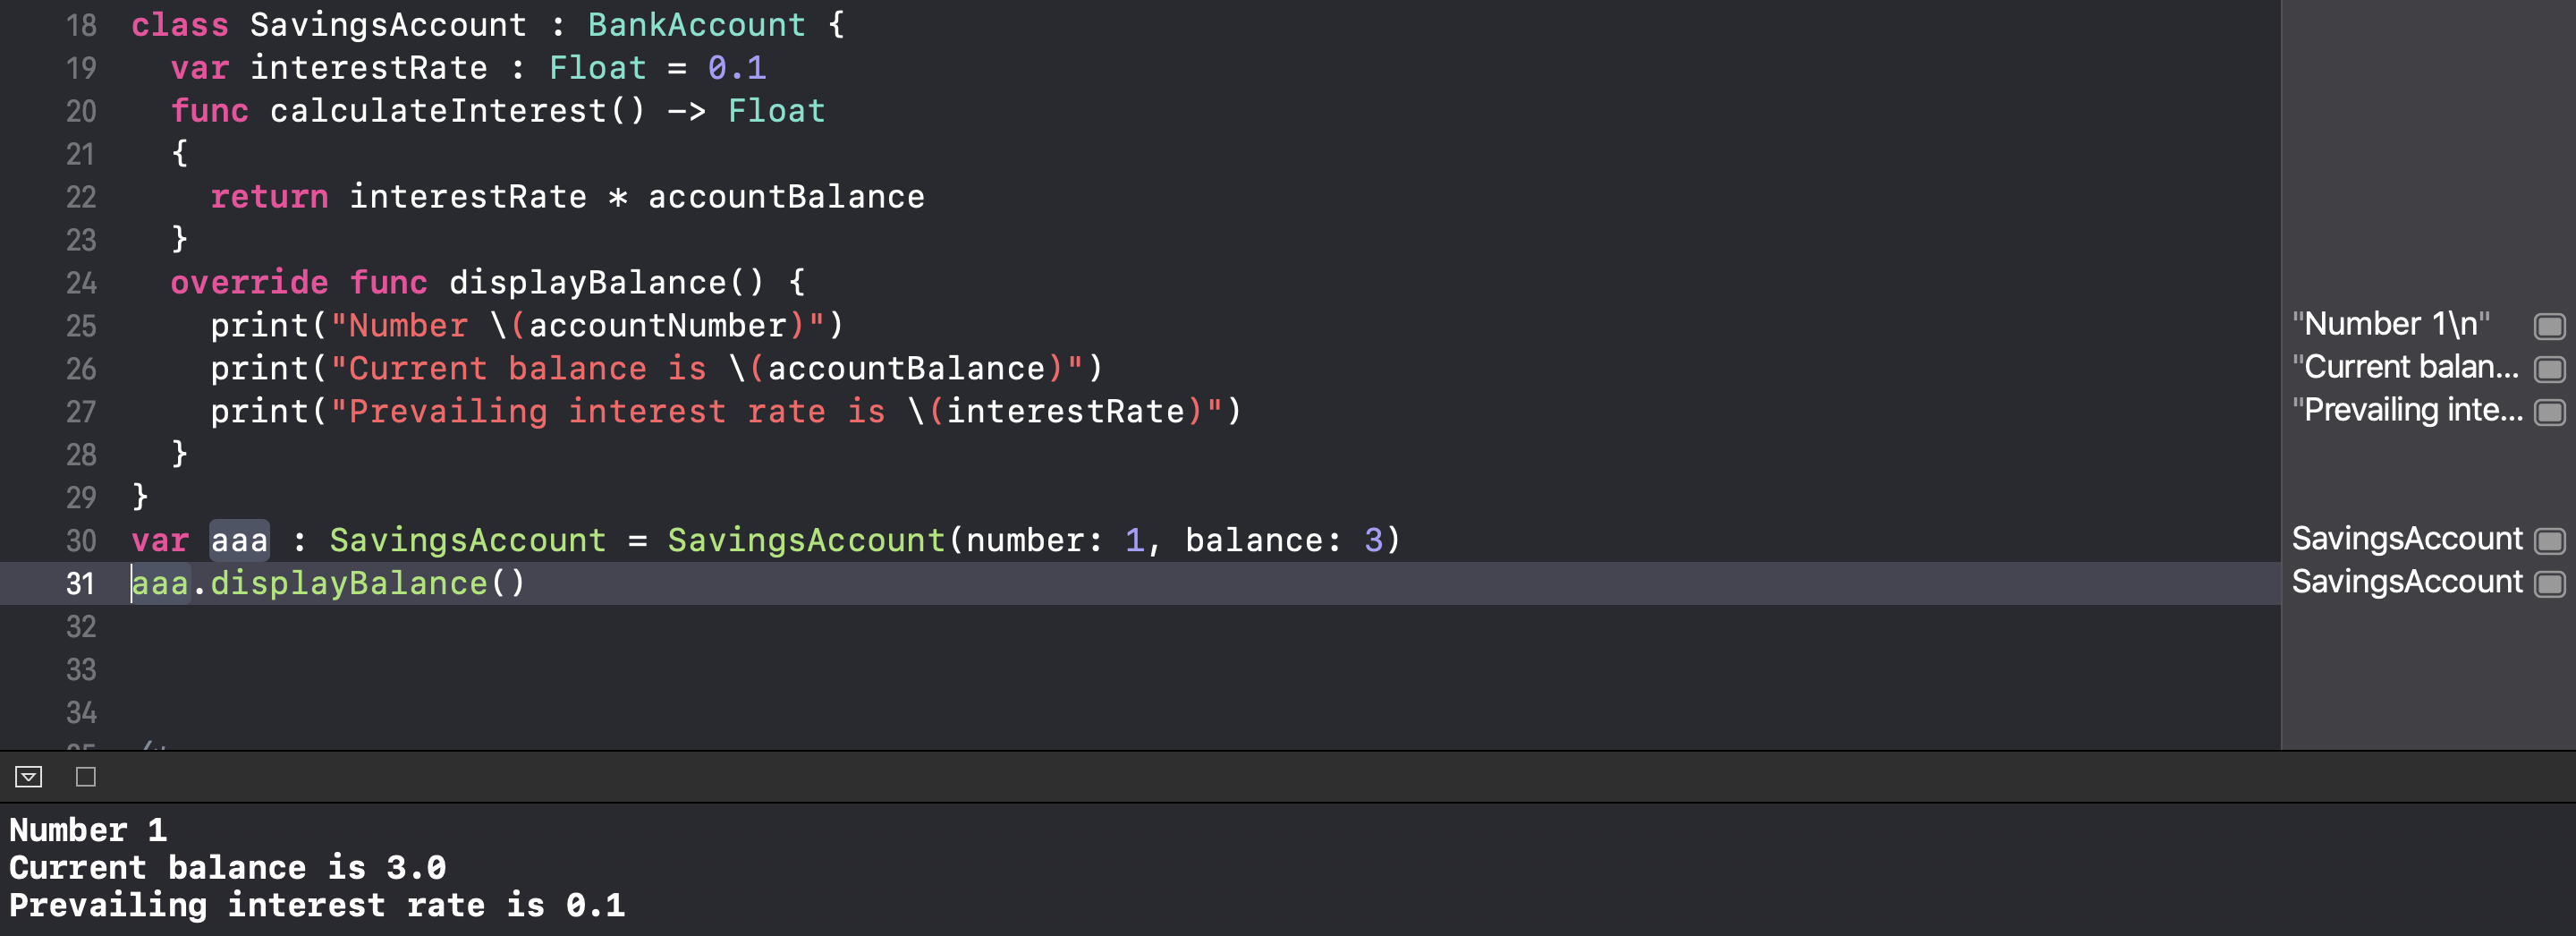 18 class SavingsAccount : BankAccount {
19 var interestRate : Float = 0.1
20 func calculateInterest() -> Float
21 {
22 return interestRate * accountBalance
23 }
24 override func displayBalance() {
25 print("Number \(accountNumber)") "Number 1\n"
26 print("Current balance is \(accountBalance)") "Current balan...
27 print("Prevailing interest rate is \(interestRate)") "Prevailing inte...
28 }
29 }
30 var aaa : SavingsAccount = SavingsAccount(number: 1, balance: 3) SavingsAccount
31 aaa.displayBalance() SavingsAccount
32
33
34
Number 1
Current balance is 3.0
Prevailing interest rate is 0.1